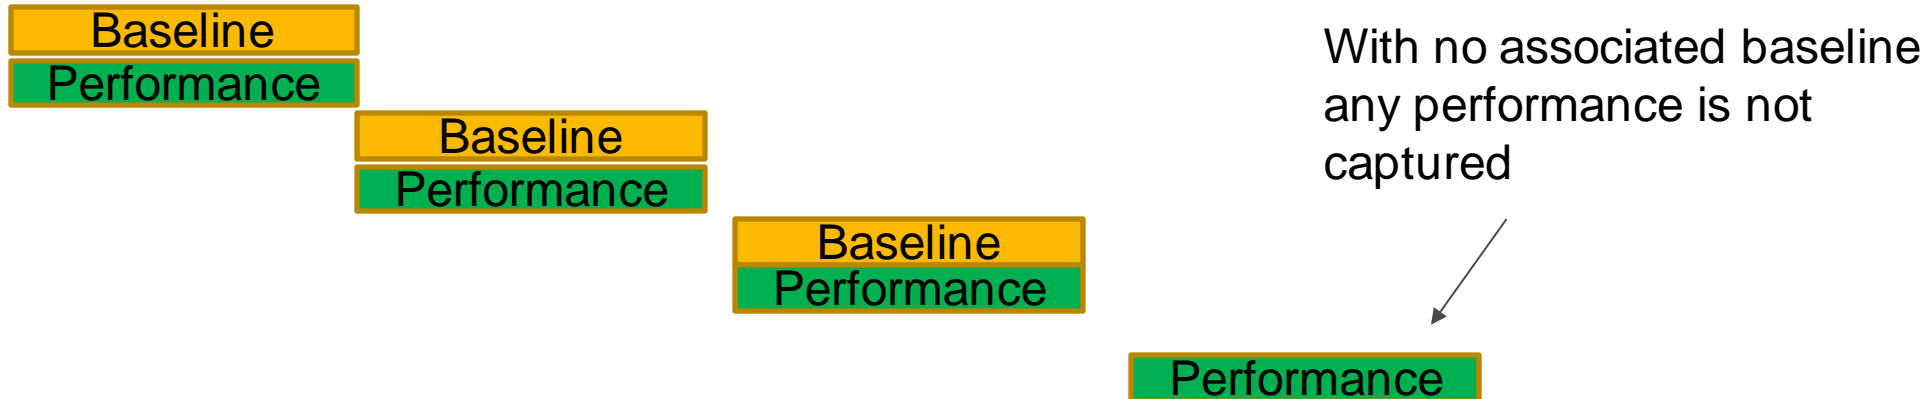 Baseline
Performance
Baseline
Performance
Baseline
Performance
Performance
With no associated baseline
any performance is not
captured